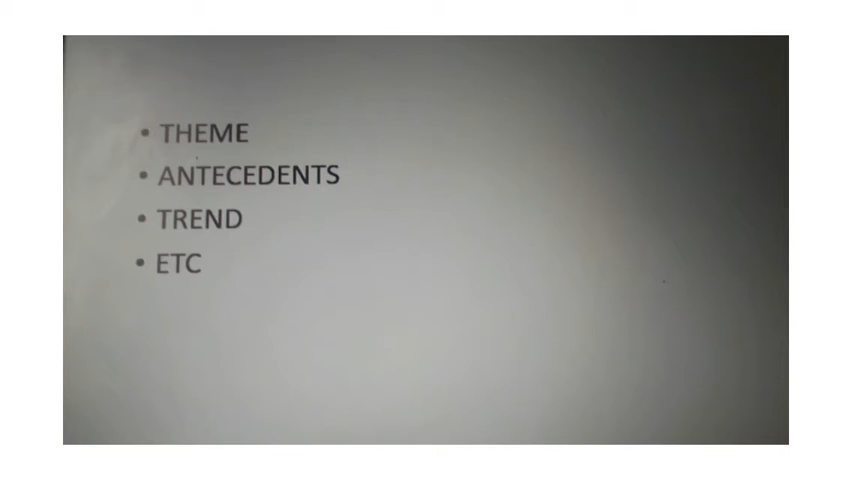 • THEME
• ANTECEDENTS
• TREND
• ETC